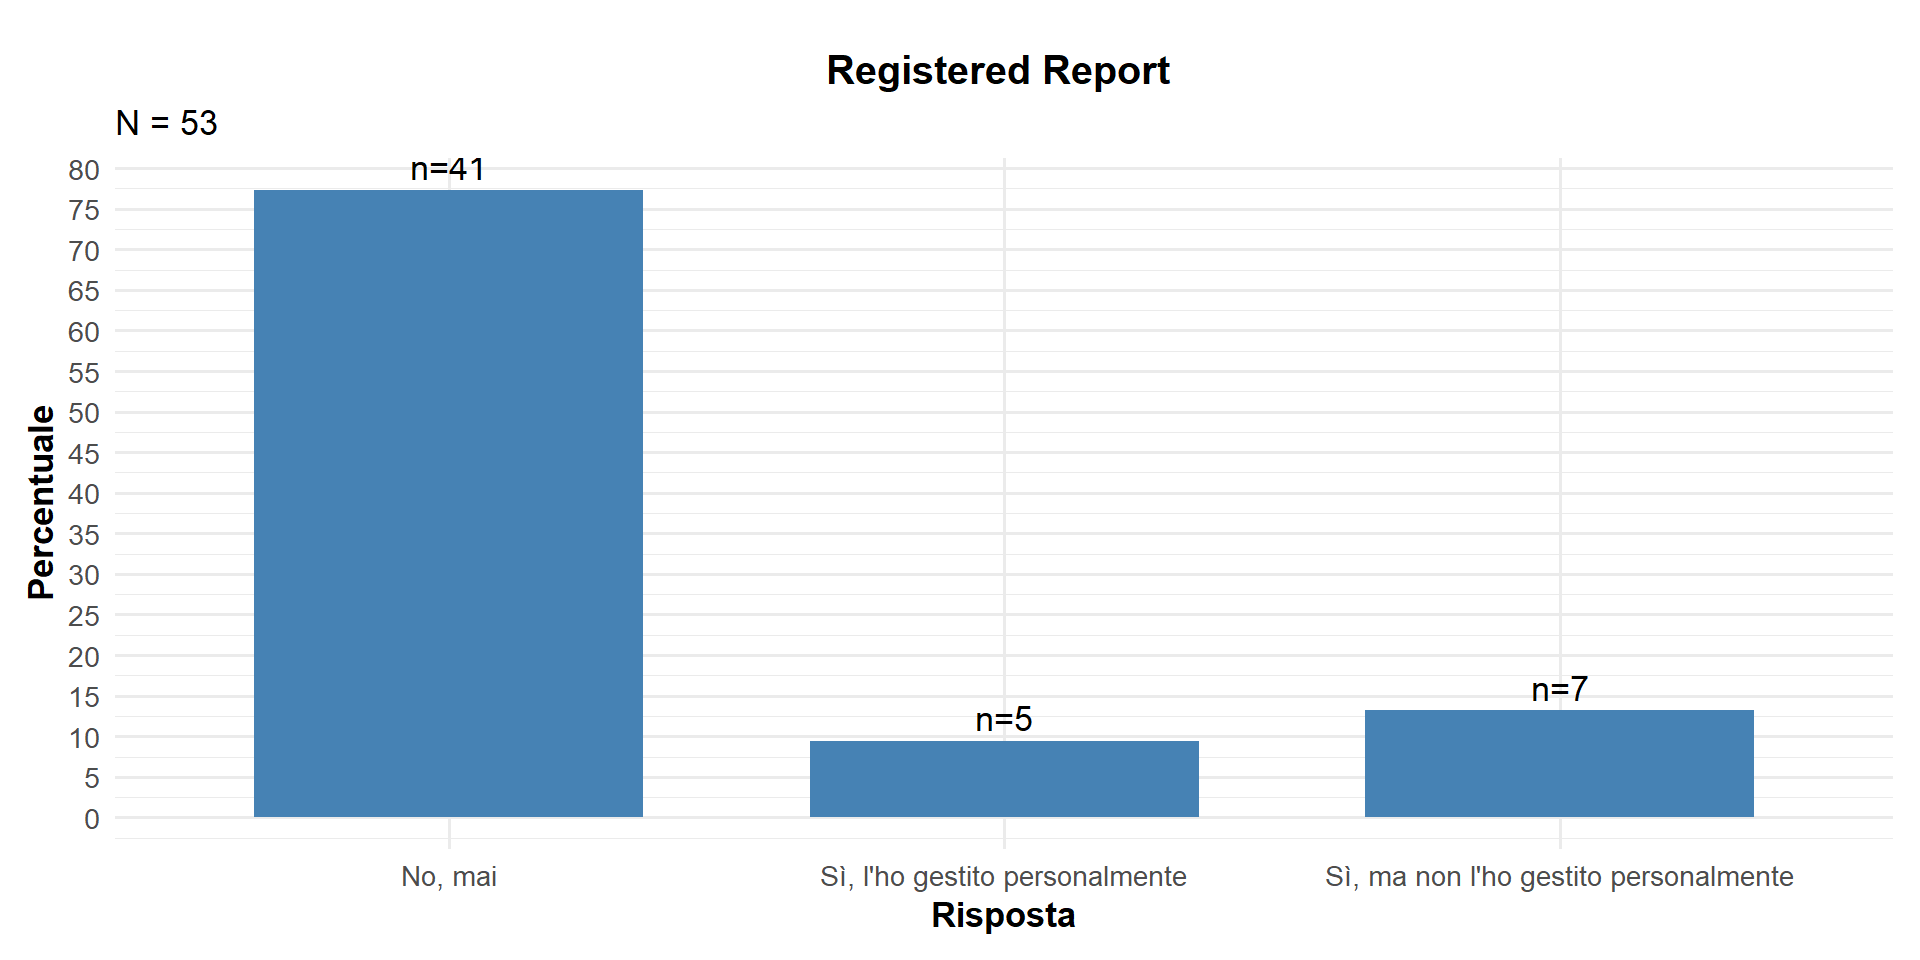 Registered Report
N = 53
80
75
70
65
60
55
50
45
40
35
30
25
20
15
10
5
0
Percentuale
n=41
n=5
n=7
No, mai
Sì, l'ho gestito personalmente
Sì, ma non l'ho gestito personalmente
Risposta